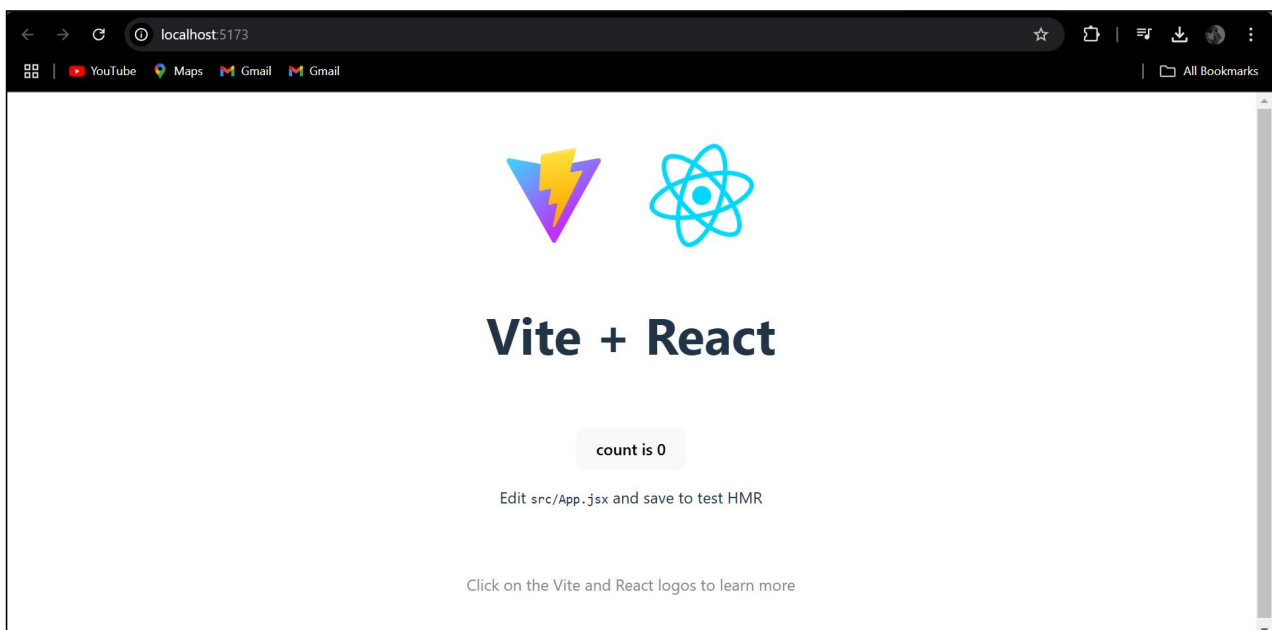 localhost:5173
YouTube Maps Gmail Gmail All Bookmarks
Vite + React
count is 0
Edit src/App.jsx and save to test HMR
Click on the Vite and React logos to learn more